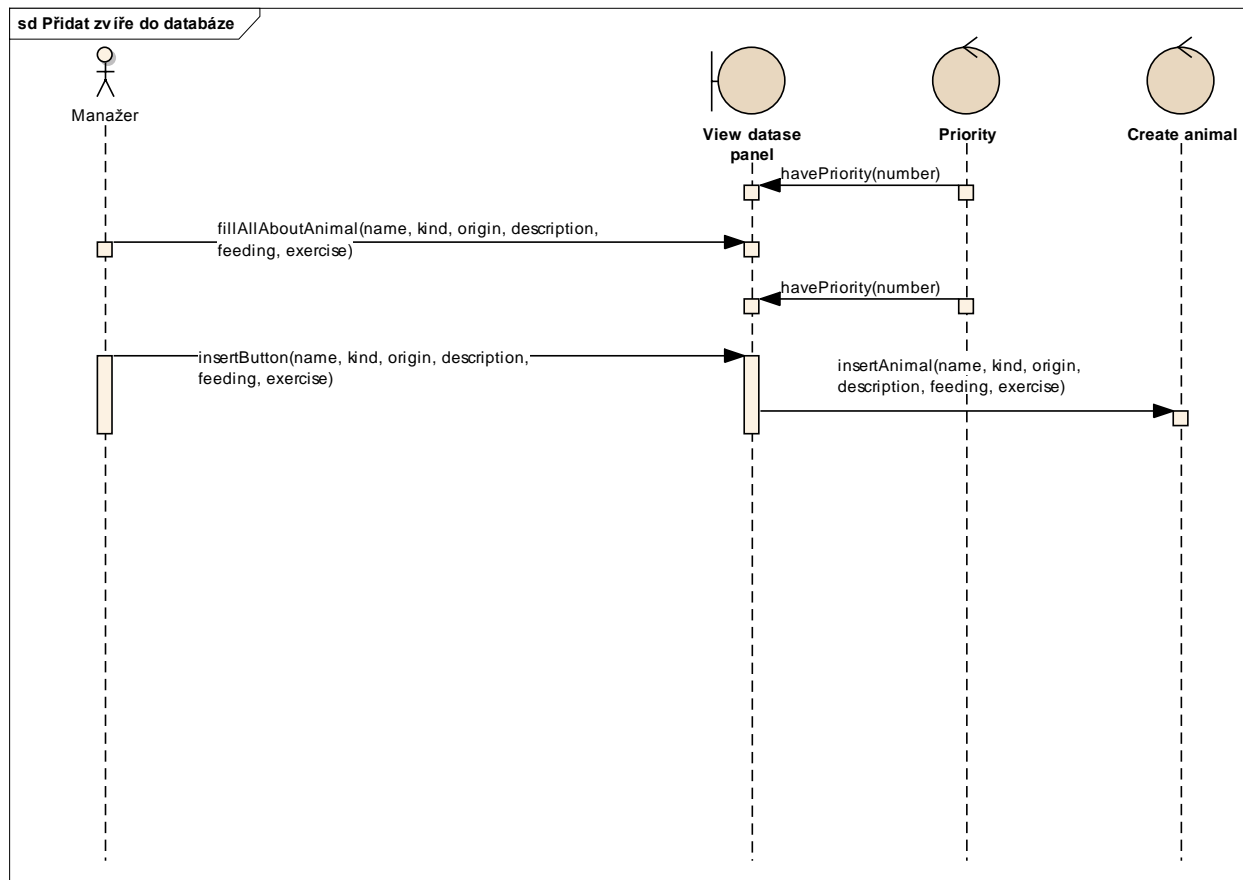 sd Přidat zvíře do databáze
Manažer
View datase
panel
Priority
Create animal
havePriority(number)
fillAllAboutAnimal(name, kind, origin, description,
feeding, exercise)
havePriority(number)
insertButton(name, kind, origin, description,
feeding, exercise)
insertAnimal(name, kind, origin,
description, feeding, exercise)